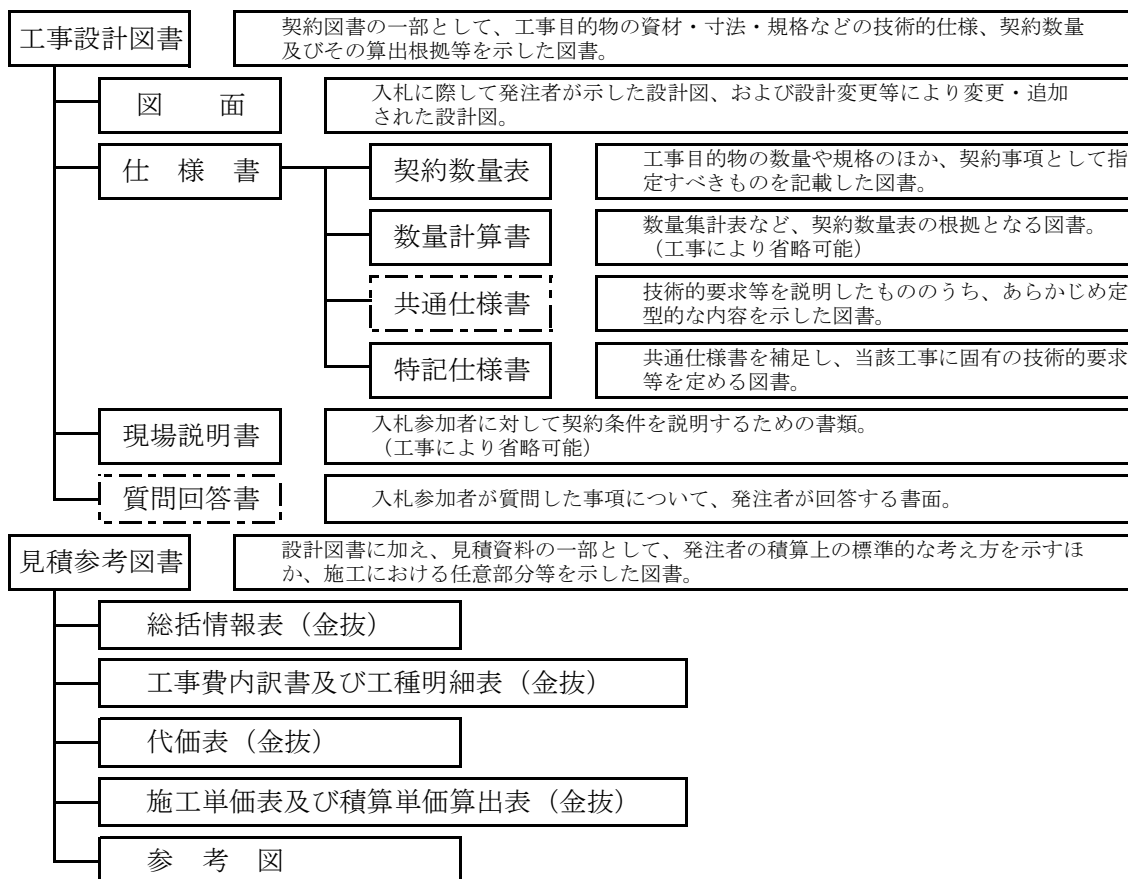 工事設計図書
契約図書の一部として、工事目的物の資材・寸法・規格などの技術的仕様、契約数量
及びその算出根拠等を示した図書。
図　面
入札に際して発注者が示した設計図、および設計変更等により変更・追加
された設計図。
仕　様　書
契約数量表
工事目的物の数量や規格のほか、契約事項として指
定すべきものを記載した図書。
数量計算書
数量集計表など、契約数量表の根拠となる図書。
（工事により省略可能）
共通仕様書
技術的要求等を説明したもののうち、あらかじめ定
型的な内容を示した図書。
特記仕様書
共通仕様書を補足し、当該工事に固有の技術的要求
等を定める図書。
現場説明書
入札参加者に対して契約条件を説明するための書類。
（工事により省略可能）
質問回答書
入札参加者が質問した事項について、発注者が回答する書面。
見積参考図書
設計図書に加え、見積資料の一部として、発注者の積算上の標準的な考え方を示すほ
か、施工における任意部分等を示した図書。
総括情報表（金抜）
工事費内訳書及び工種明細表（金抜）
代価表（金抜）
施工単価表及び積算単価算出表（金抜）
参　考　図